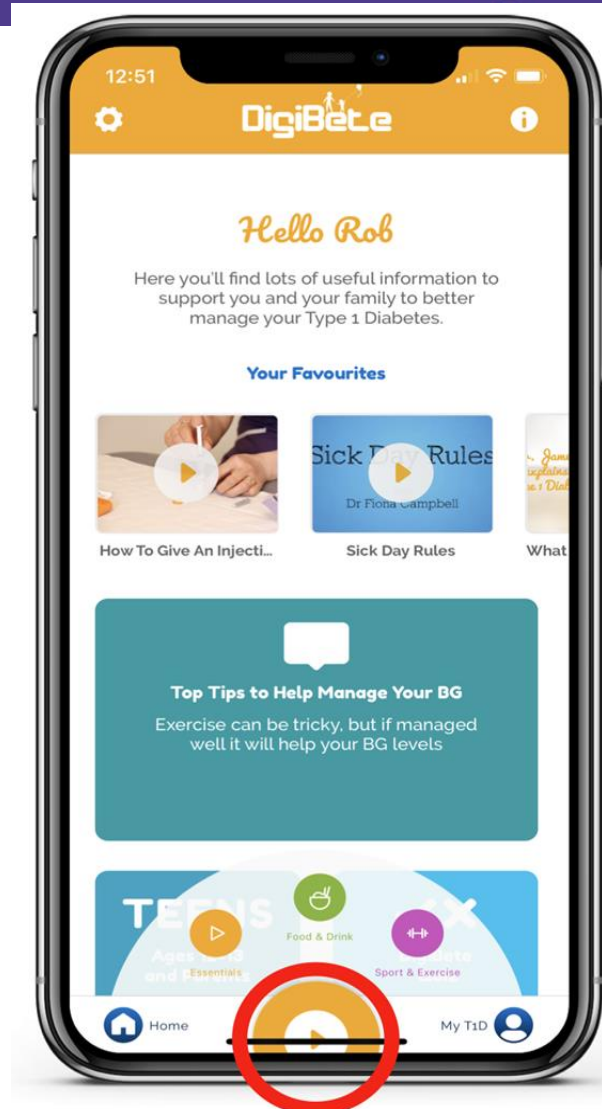 12:51
DigiBete
Hello Rob
Here you'll find lots of useful information to
support you and your family to better
manage your Type 1 Diabetes.
Your Favourites
Sick Day Rules
Dr Fiona Campbell
How To Give An Injecti...
Sick Day Rules
What
Top Tips to Help Manage Your BG
Exercise can be tricky, but if managed
well it will help your BG levels
TEENS
Food & Drink
Essentials
Sport & Exercise
and Parents
Home
My T1D